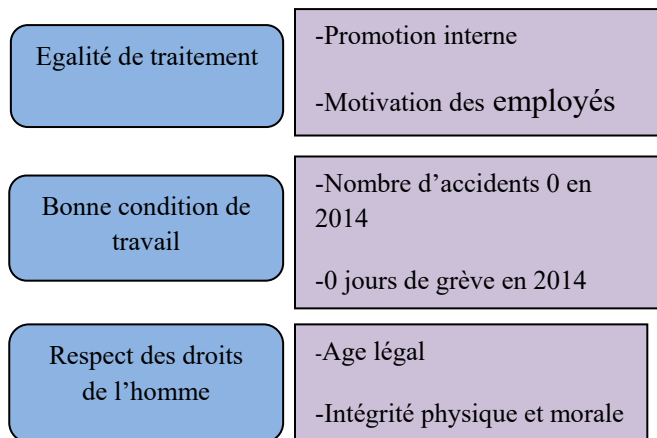 Egalité de traitement
-Promotion interne
-Motivation des employés
Bonne condition de
travail
-Nombre d’accidents 0 en
2014
-0 jours de grève en 2014
Respect des droits
de l’homme
-Age légal
-Intégrité physique et morale